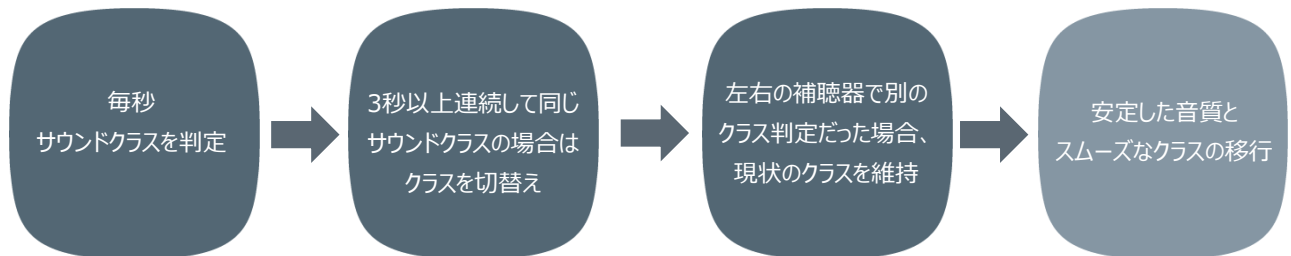 毎秒
サウンドクラスを判定
3秒以上連続して同じ
サウンドクラスの場合は
クラスを切替え
左右の補聴器で別の
クラス判定だった場合、
現状のクラスを維持
安定した音質と
スムーズなクラスの移行